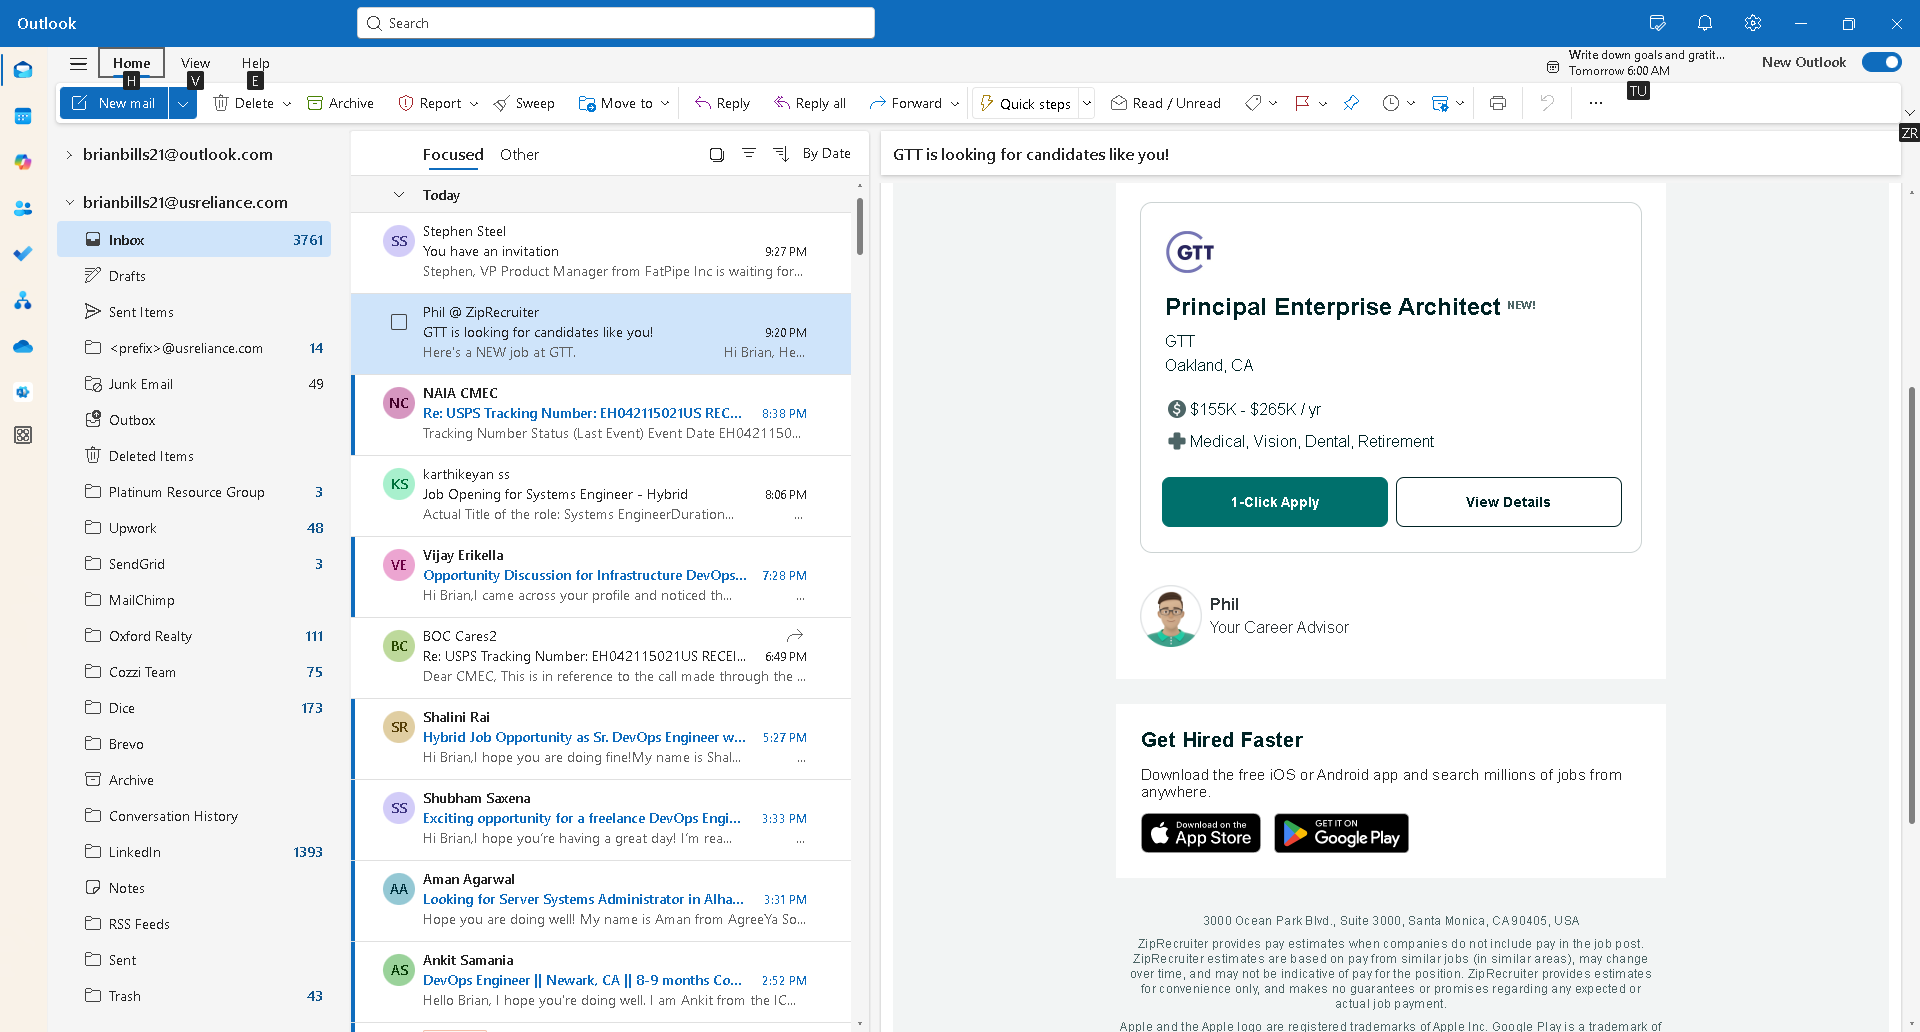 Outlook
Search
Home
View
Help
H
V
E
Write down goals and gratit...
Tomorrow 6:00 AM
TU
New Outlook
New mail
Delete
Archive
Report
Sweep
Move to
Reply
Reply all
Forward
Quick steps
Read / Unread
ZR
brianbills21@outlook.com
brianbills21@usreliance.com
Inbox 3761
Drafts
Sent Items
<prefix>@usreliance.com 14
Junk Email 49
Outbox
Deleted Items
Platinum Resource Group 3
Upwork 48
SendGrid 3
MailChimp
Oxford Realty 111
Cozzi Team 75
Dice 173
Brevo
Archive
Conversation History
LinkedIn 1393
Notes
RSS Feeds
Sent
Trash 43
Focused
Other
By Date
Today
SS
Stephen Steel
You have an invitation 9:27 PM
Stephen, VP Product Manager from FatPipe Inc is waiting for...
Phil @ ZipRecruiter
GTT is looking for candidates like you! 9:20 PM
Here's a NEW job at GTT. Hi Brian, He...
NC
NAIA CMEC
Re: USPS Tracking Number: EH042115021US REC... 8:38 PM
Tracking Number Status (Last Event) Event Date EH0421150...
KS
karthikeyan ss
Job Opening for Systems Engineer - Hybrid 8:06 PM
Actual Title of the role: Systems EngineerDuration... ...
VE
Vijay Erikella
Opportunity Discussion for Infrastructure DevOps... 7:28 PM
Hi Brian,I came across your profile and noticed th... ...
BC
BOC Cares2
Re: USPS Tracking Number: EH042115021US RECEI... 6:49 PM
Dear CMEC, This is in reference to the call made through the ...
SR
Shalini Rai
Hybrid Job Opportunity as Sr. DevOps Engineer w... 5:27 PM
Hi Brian,I hope you are doing fine!My name is Shal... ...
SS
Shubham Saxena
Exciting opportunity for a freelance DevOps Engi... 3:33 PM
Hi Brian,I hope you're having a great day! I'm rea... ...
AA
Aman Agarwal
Looking for Server Systems Administrator in Alha... 3:31 PM
Hope you are doing well! My name is Aman from AgreeYa So...
AS
Ankit Samania
DevOps Engineer || Newark, CA || 8-9 months Co... 2:52 PM
Hello Brian, I hope you're doing well. I am Ankit from the IC...
GTT is looking for candidates like you!
GTT
Principal Enterprise Architect NEW!
GTT
Oakland, CA
$155K - $265K / yr
Medical, Vision, Dental, Retirement
1-Click Apply
View Details
Phil
Your Career Advisor
Get Hired Faster
Download the free iOS or Android app and search millions of jobs from
anywhere.
Download on the
App Store
GET IT ON
Google Play
3000 Ocean Park Blvd., Suite 3000, Santa Monica, CA 90405, USA
ZipRecruiter provides pay estimates when companies do not include pay in the job post.
ZipRecruiter estimates are based on pay from similar jobs (in similar areas), may change
over time, and may not be indicative of pay for the position. ZipRecruiter provides estimates
for convenience only, and makes no guarantees or promises regarding any expected or
actual job payment.
Apple and the Apple logo are registered trademarks of Apple Inc. Google Play is a trademark of